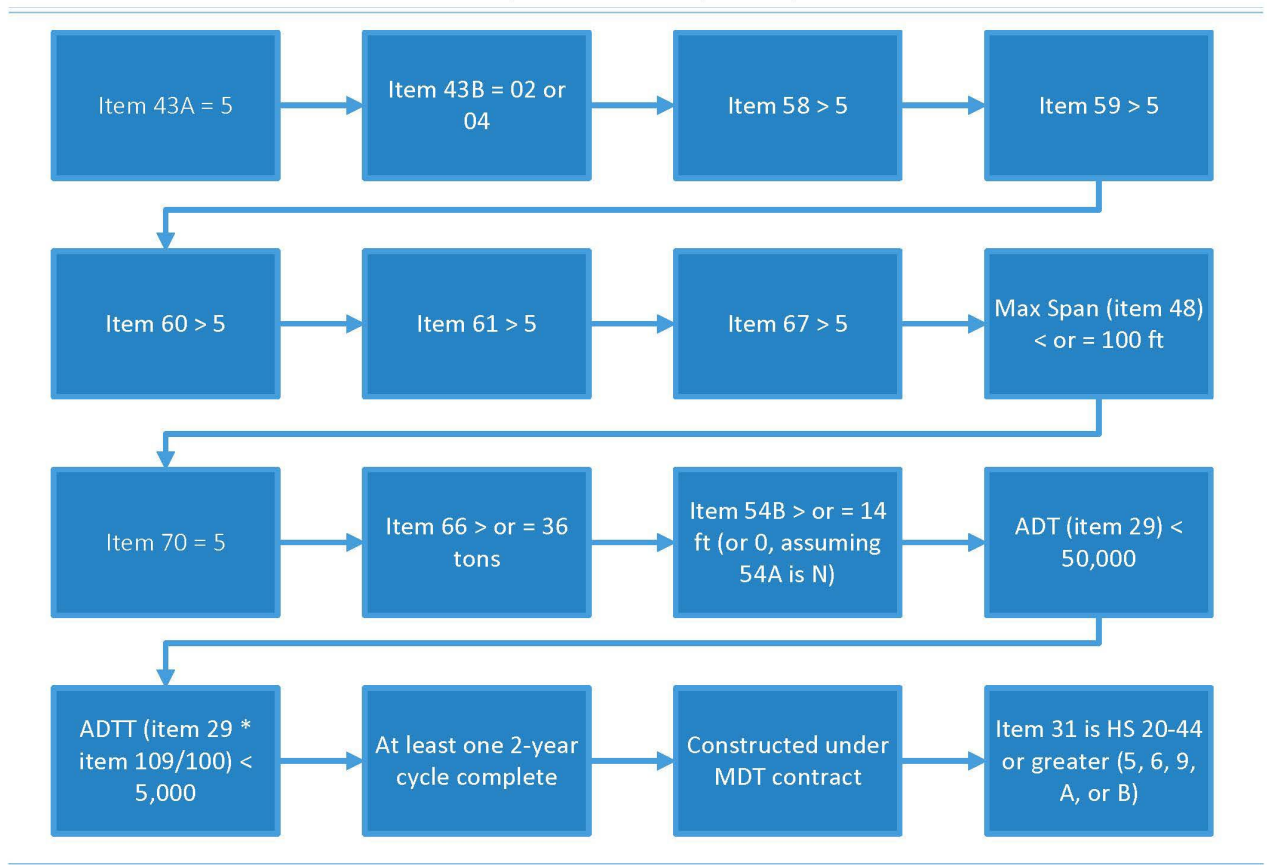 Item 43A = 5
Item 43B = 02 or
04
Item 58 > 5
Item 59 > 5
Item 60 > 5
Item 61 > 5
Item 67 > 5
Max Span (item 48)
< or = 100 ft
Item 70 = 5
Item 66 > or = 36
tons
Item 54B > or = 14
ft (or 0, assuming
54A is N)
ADT (item 29) <
50,000
ADTT (item 29 *
item 109/100) <
5,000
At least one 2-year
cycle complete
Constructed under
MDT contract
Item 31 is HS 20-44
or greater (5, 6, 9,
A, or B)